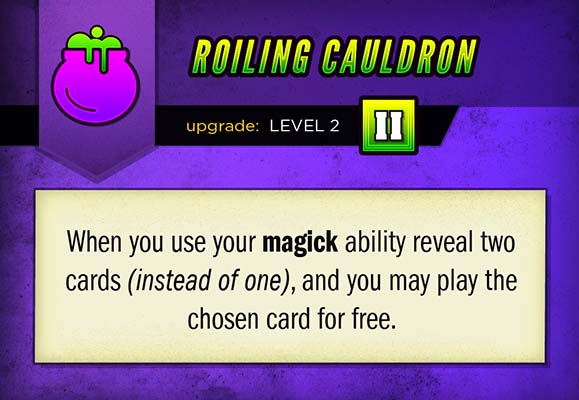 ROILING CAULDRON
upgrade: LEVEL 2 II
When you use your magick ability reveal two
cards (instead of one), and you may play the
chosen card for free.